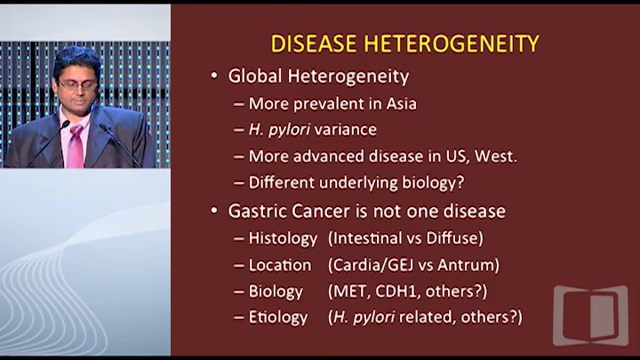 DISEASE HETEROGENEITY
• Global Heterogeneity
– More prevalent in Asia
– H. pylori variance
– More advanced disease in US, West.
– Different underlying biology?
• Gastric Cancer is not one disease
– Histology (Intestinal vs Diffuse)
– Location (Cardia/GEJ vs Antrum)
– Biology (MET, CDH1, others?)
– Etiology (H. pylori related, others?)